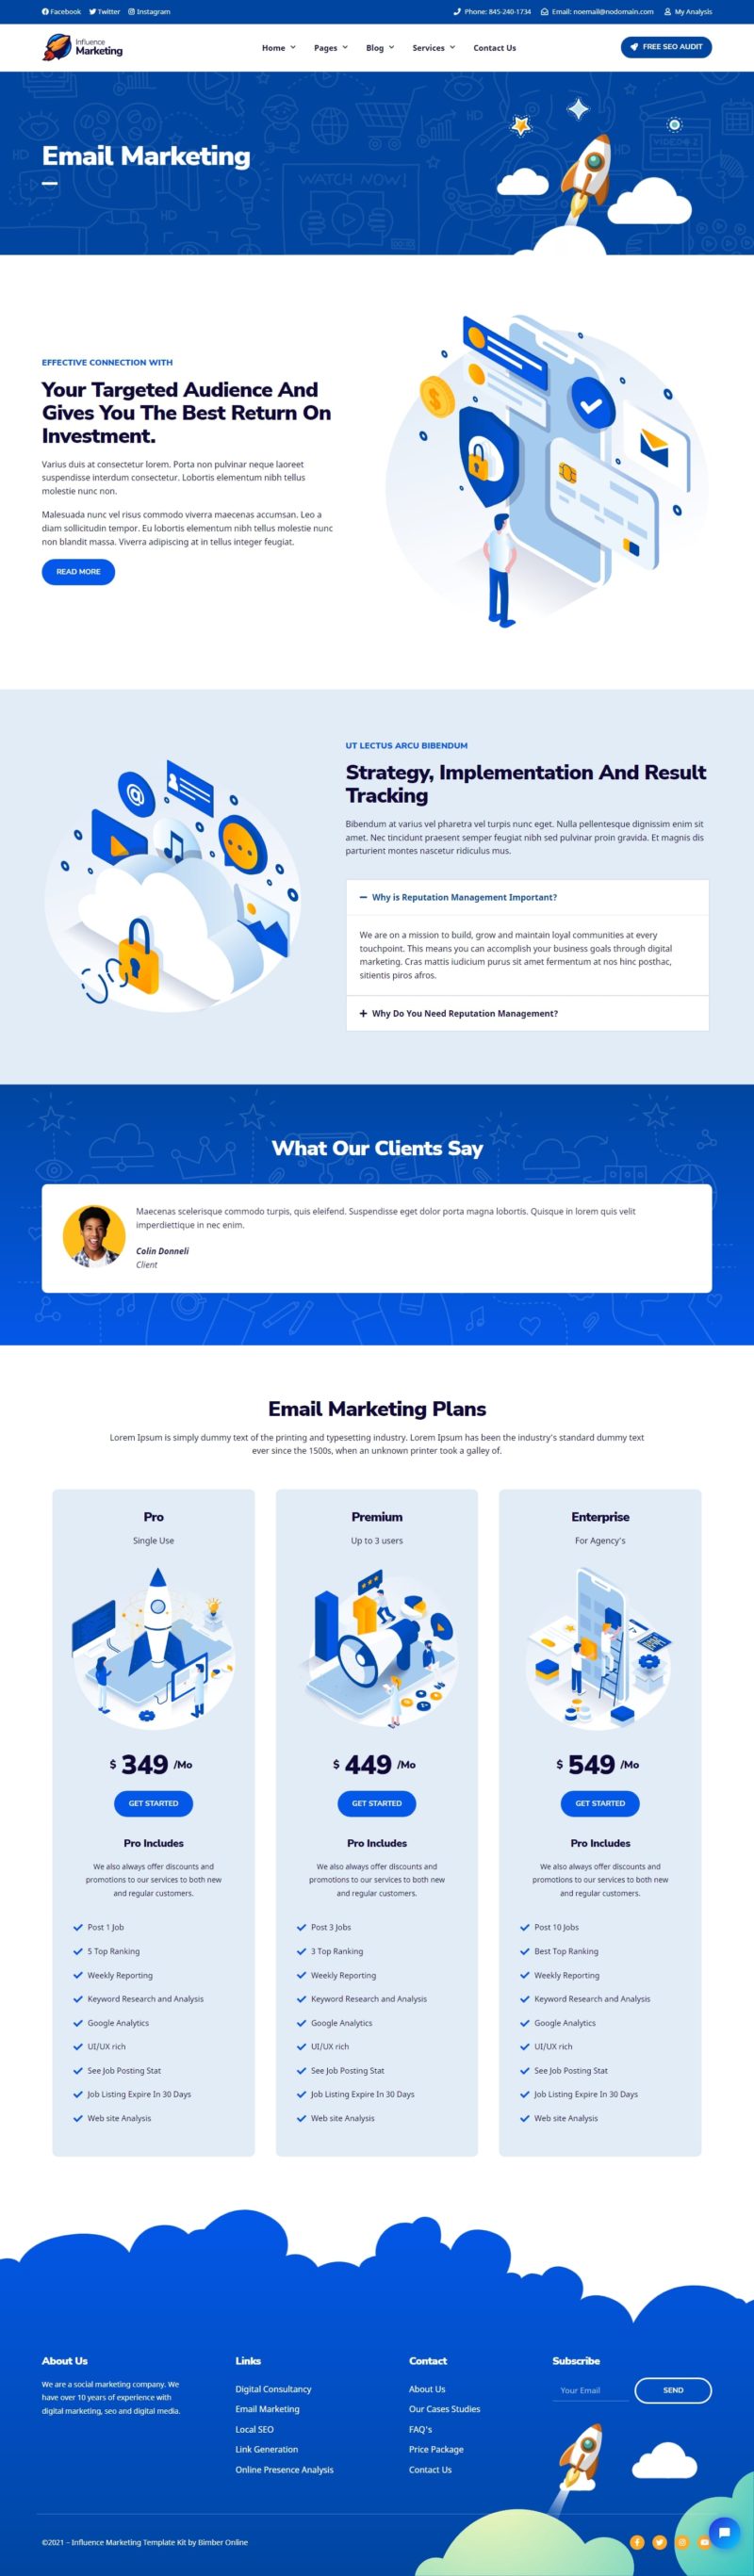 Facebook Twitter Instagram Phone: 845-240-1734 Email: noemail@nodomain.com My Analysis
Influence
Marketing
Home Pages Blog Services Contact Us FREE SEO AUDIT
WATCH NOW!
HD
VIDEO
Email Marketing
EFFECTIVE CONNECTION WITH
Your Targeted Audience And
Gives You The Best Return On
Investment.
Varius duis at consectetur lorem. Porta non pulvinar neque laoreet
suspendisse interdum consectetur. Lobortis elementum nibh tellus
molestie nunc non.
Malesuada nunc vel risus commodo viverra maecenas accumsan. Leo a
diam sollicitudin tempor. Eu lobortis elementum nibh tellus molestie nunc
non blandit massa. Viverra adipiscing at in tellus integer feugiat.
READ MORE
UT LECTUS ARCU BIBENDUM
Strategy, Implementation And Result
Tracking
Bibendum at varius vel pharetra vel turpis nunc eget. Nulla pellentesque dignissim enim sit
amet. Nec tincidunt praesent semper feugiat nibh sed pulvinar proin gravida. Et magnis dis
parturient montes nascetur ridiculus mus.
Why is Reputation Management Important?
We are on a mission to build, grow and maintain loyal communities at every
touchpoint. This means you can accomplish your business goals through digital
marketing. Cras mattis iudicium purus sit amet fermentum at nos hinc posthac,
sitientis piros afros.
Why Do You Need Reputation Management?
What Our Clients Say
Maecenas scelerisque commodo turpis, quis eleifend. Suspendisse eget dolor porta magna lobortis. Quisque in lorem quis velit
imperdiettique in nec enim.
Colin Donneli
Client
Email Marketing Plans
Lorem Ipsum is simply dummy text of the printing and typesetting industry. Lorem Ipsum has been the industry's standard dummy text
ever since the 1500s, when an unknown printer took a galley of.
Pro
Single Use
$ 349 /Mo
GET STARTED
Pro Includes
We also always offer discounts and
promotions to our services to both new
and regular customers.
Post 1 Job
5 Top Ranking
Weekly Reporting
Keyword Research and Analysis
Google Analytics
UI/UX rich
See Job Posting Stat
Job Listing Expire In 30 Days
Web site Analysis
Premium
Up to 3 users
$ 449 /Mo
GET STARTED
Pro Includes
We also always offer discounts and
promotions to our services to both new
and regular customers.
Post 3 Jobs
3 Top Ranking
Weekly Reporting
Keyword Research and Analysis
Google Analytics
UI/UX rich
See Job Posting Stat
Job Listing Expire In 30 Days
Web site Analysis
Enterprise
For Agency's
$ 549 /Mo
GET STARTED
Pro Includes
We also always offer discounts and
promotions to our services to both new
and regular customers.
Post 10 Jobs
Best Top Ranking
Weekly Reporting
Keyword Research and Analysis
Google Analytics
UI/UX rich
See Job Posting Stat
Job Listing Expire In 30 Days
Web site Analysis
About Us
We are a social marketing company. We
have over 10 years of experience with
digital marketing, seo and digital media.
Links
Digital Consultancy
Email Marketing
Local SEO
Link Generation
Online Presence Analysis
Contact
About Us
Our Cases Studies
FAQ's
Price Package
Contact Us
Subscribe
Your Email SEND
©2021 – Influence Marketing Template Kit by Bimber Online